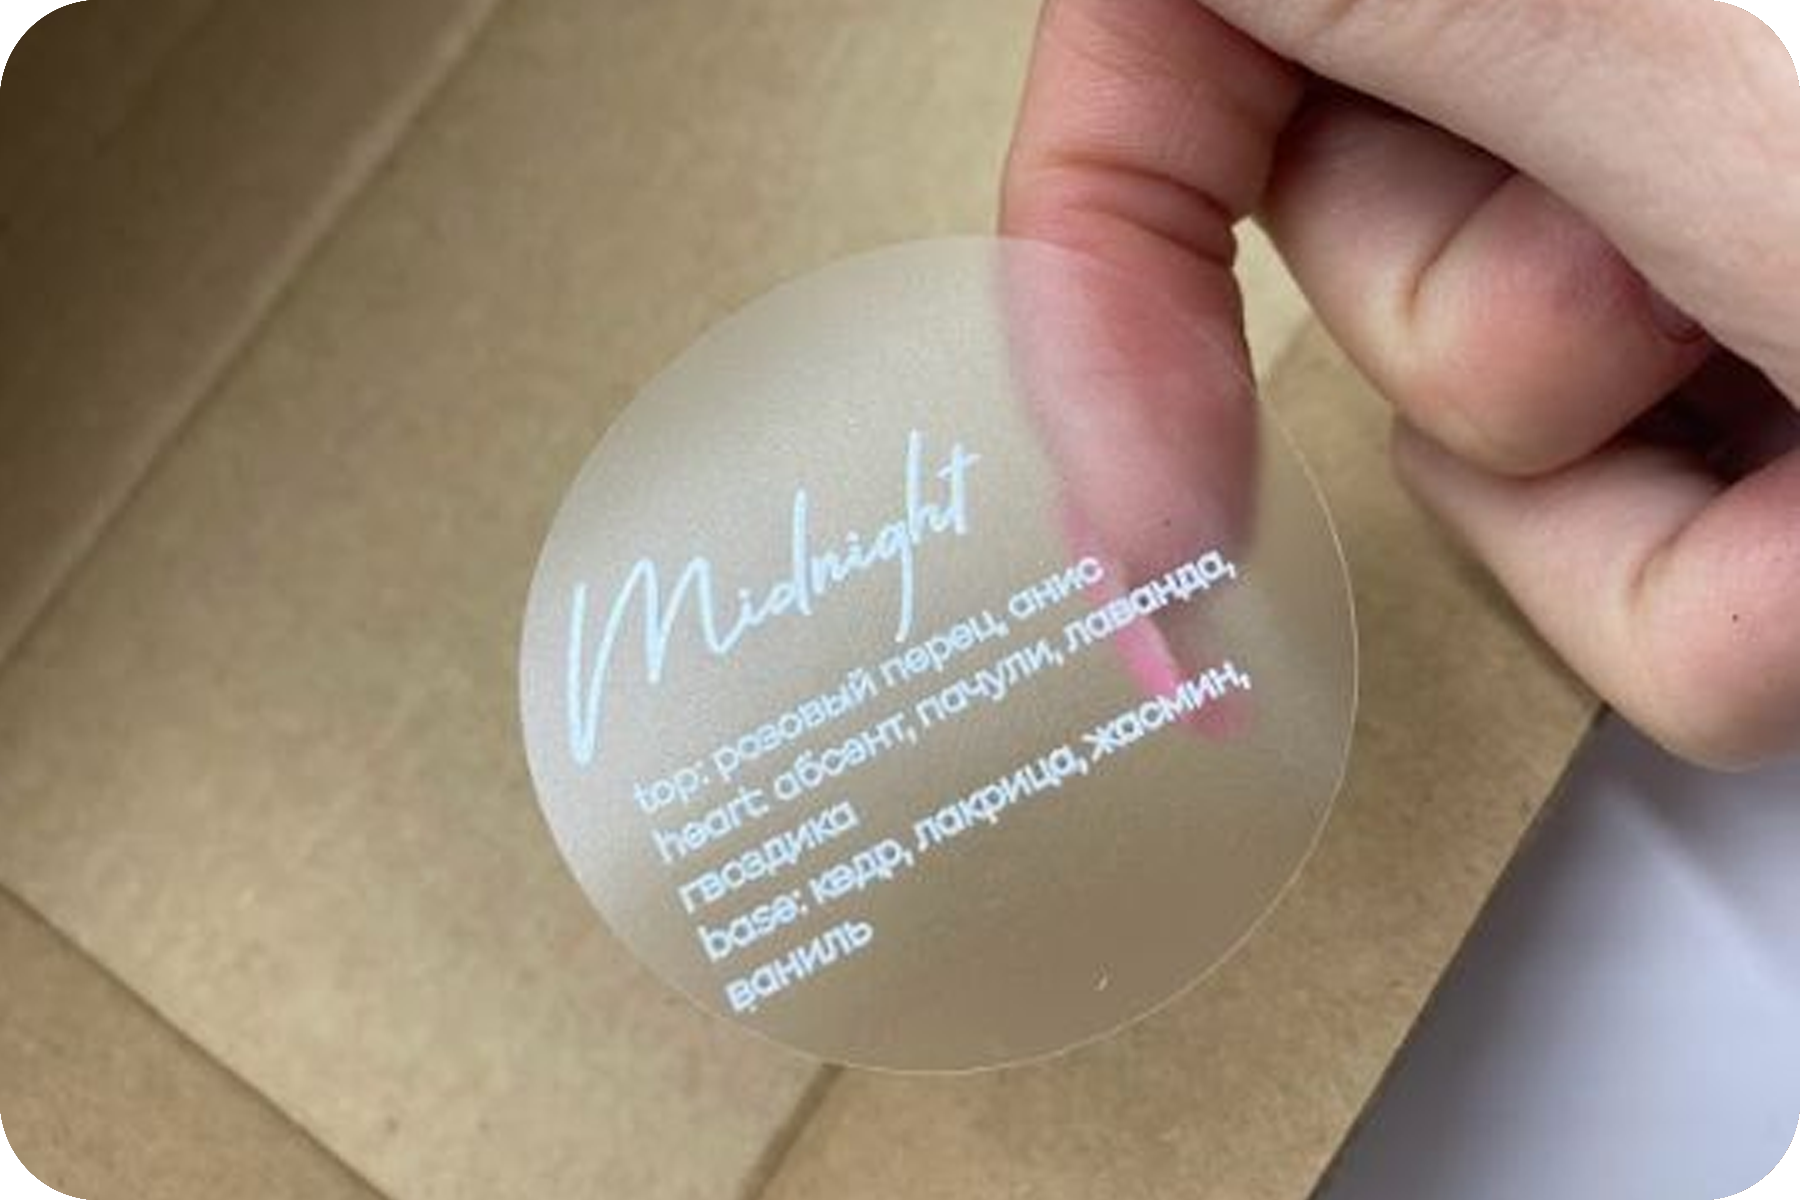 Midnight
top: розовый перец, анис
heart: абсент, пачули, лаванда,
гвоздика
base: кедр, лакрица, жасмин,
ваниль